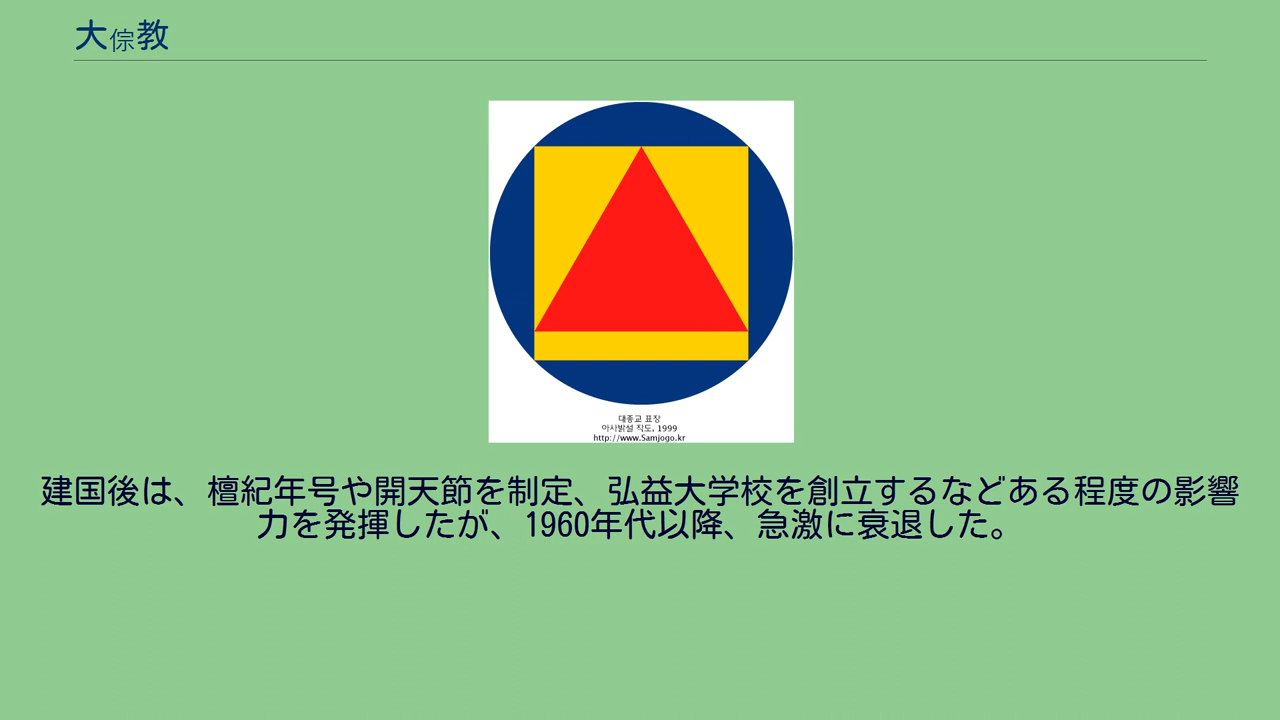 大倧教
대종교 표장
아사밝설 작도, 1999
http://www.Samjogo.kr
建国後は、檀紀年号や開天節を制定、弘益大学校を創立するなどある程度の影響
力を発揮したが、1960年代以降、急激に衰退した。